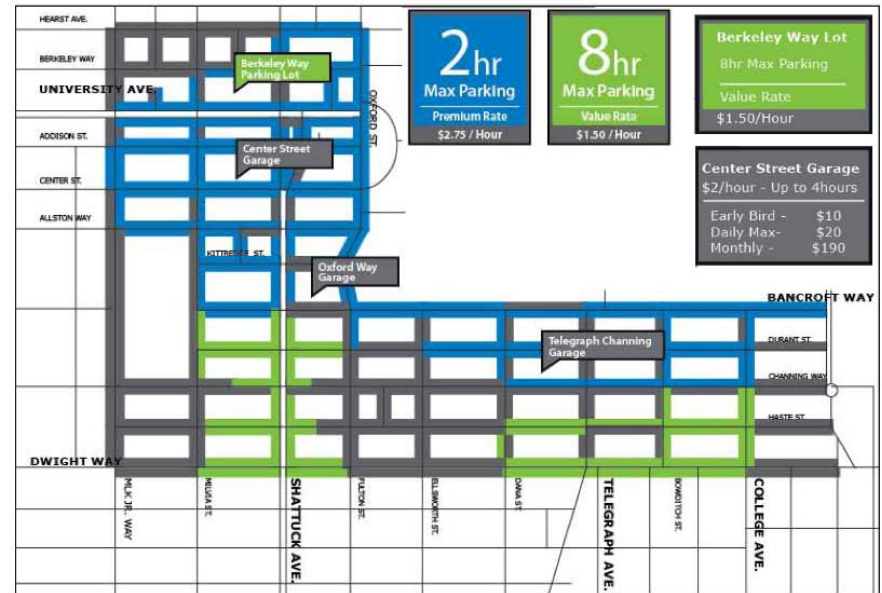 HEARST AVE.
BERKELEY WAY
UNIVERSITY AVE.
ADDISON ST.
CENTER ST.
ALLSTON WAY
KITTREDGE ST.
OXFORD ST.
Berkeley Way
Parking Lot
Center Street
Garage
Oxford Way
Garage
Telegraph Channing
Garage
2hr
Max Parking
Premium Rate
$2.75 / Hour
8hr
Max Parking
Value Rate
$1.50 / Hour
Berkeley Way Lot
8hr Max Parking
Value Rate
$1.50/Hour
Center Street Garage
$2/hour - Up to 4hours
Early Bird - $10
Daily Max- $20
Monthly - $190
BANCROFT WAY
DURANT ST.
CHANNING WAY
HASTE ST.
DWIGHT WAY
MLK JR. WAY
MILVIA ST.
SHATTUCK AVE.
FULTON ST.
ELLSWORTH ST.
DANA ST.
TELEGRAPH AVE.
BOWDITCH ST.
COLLEGE AVE.